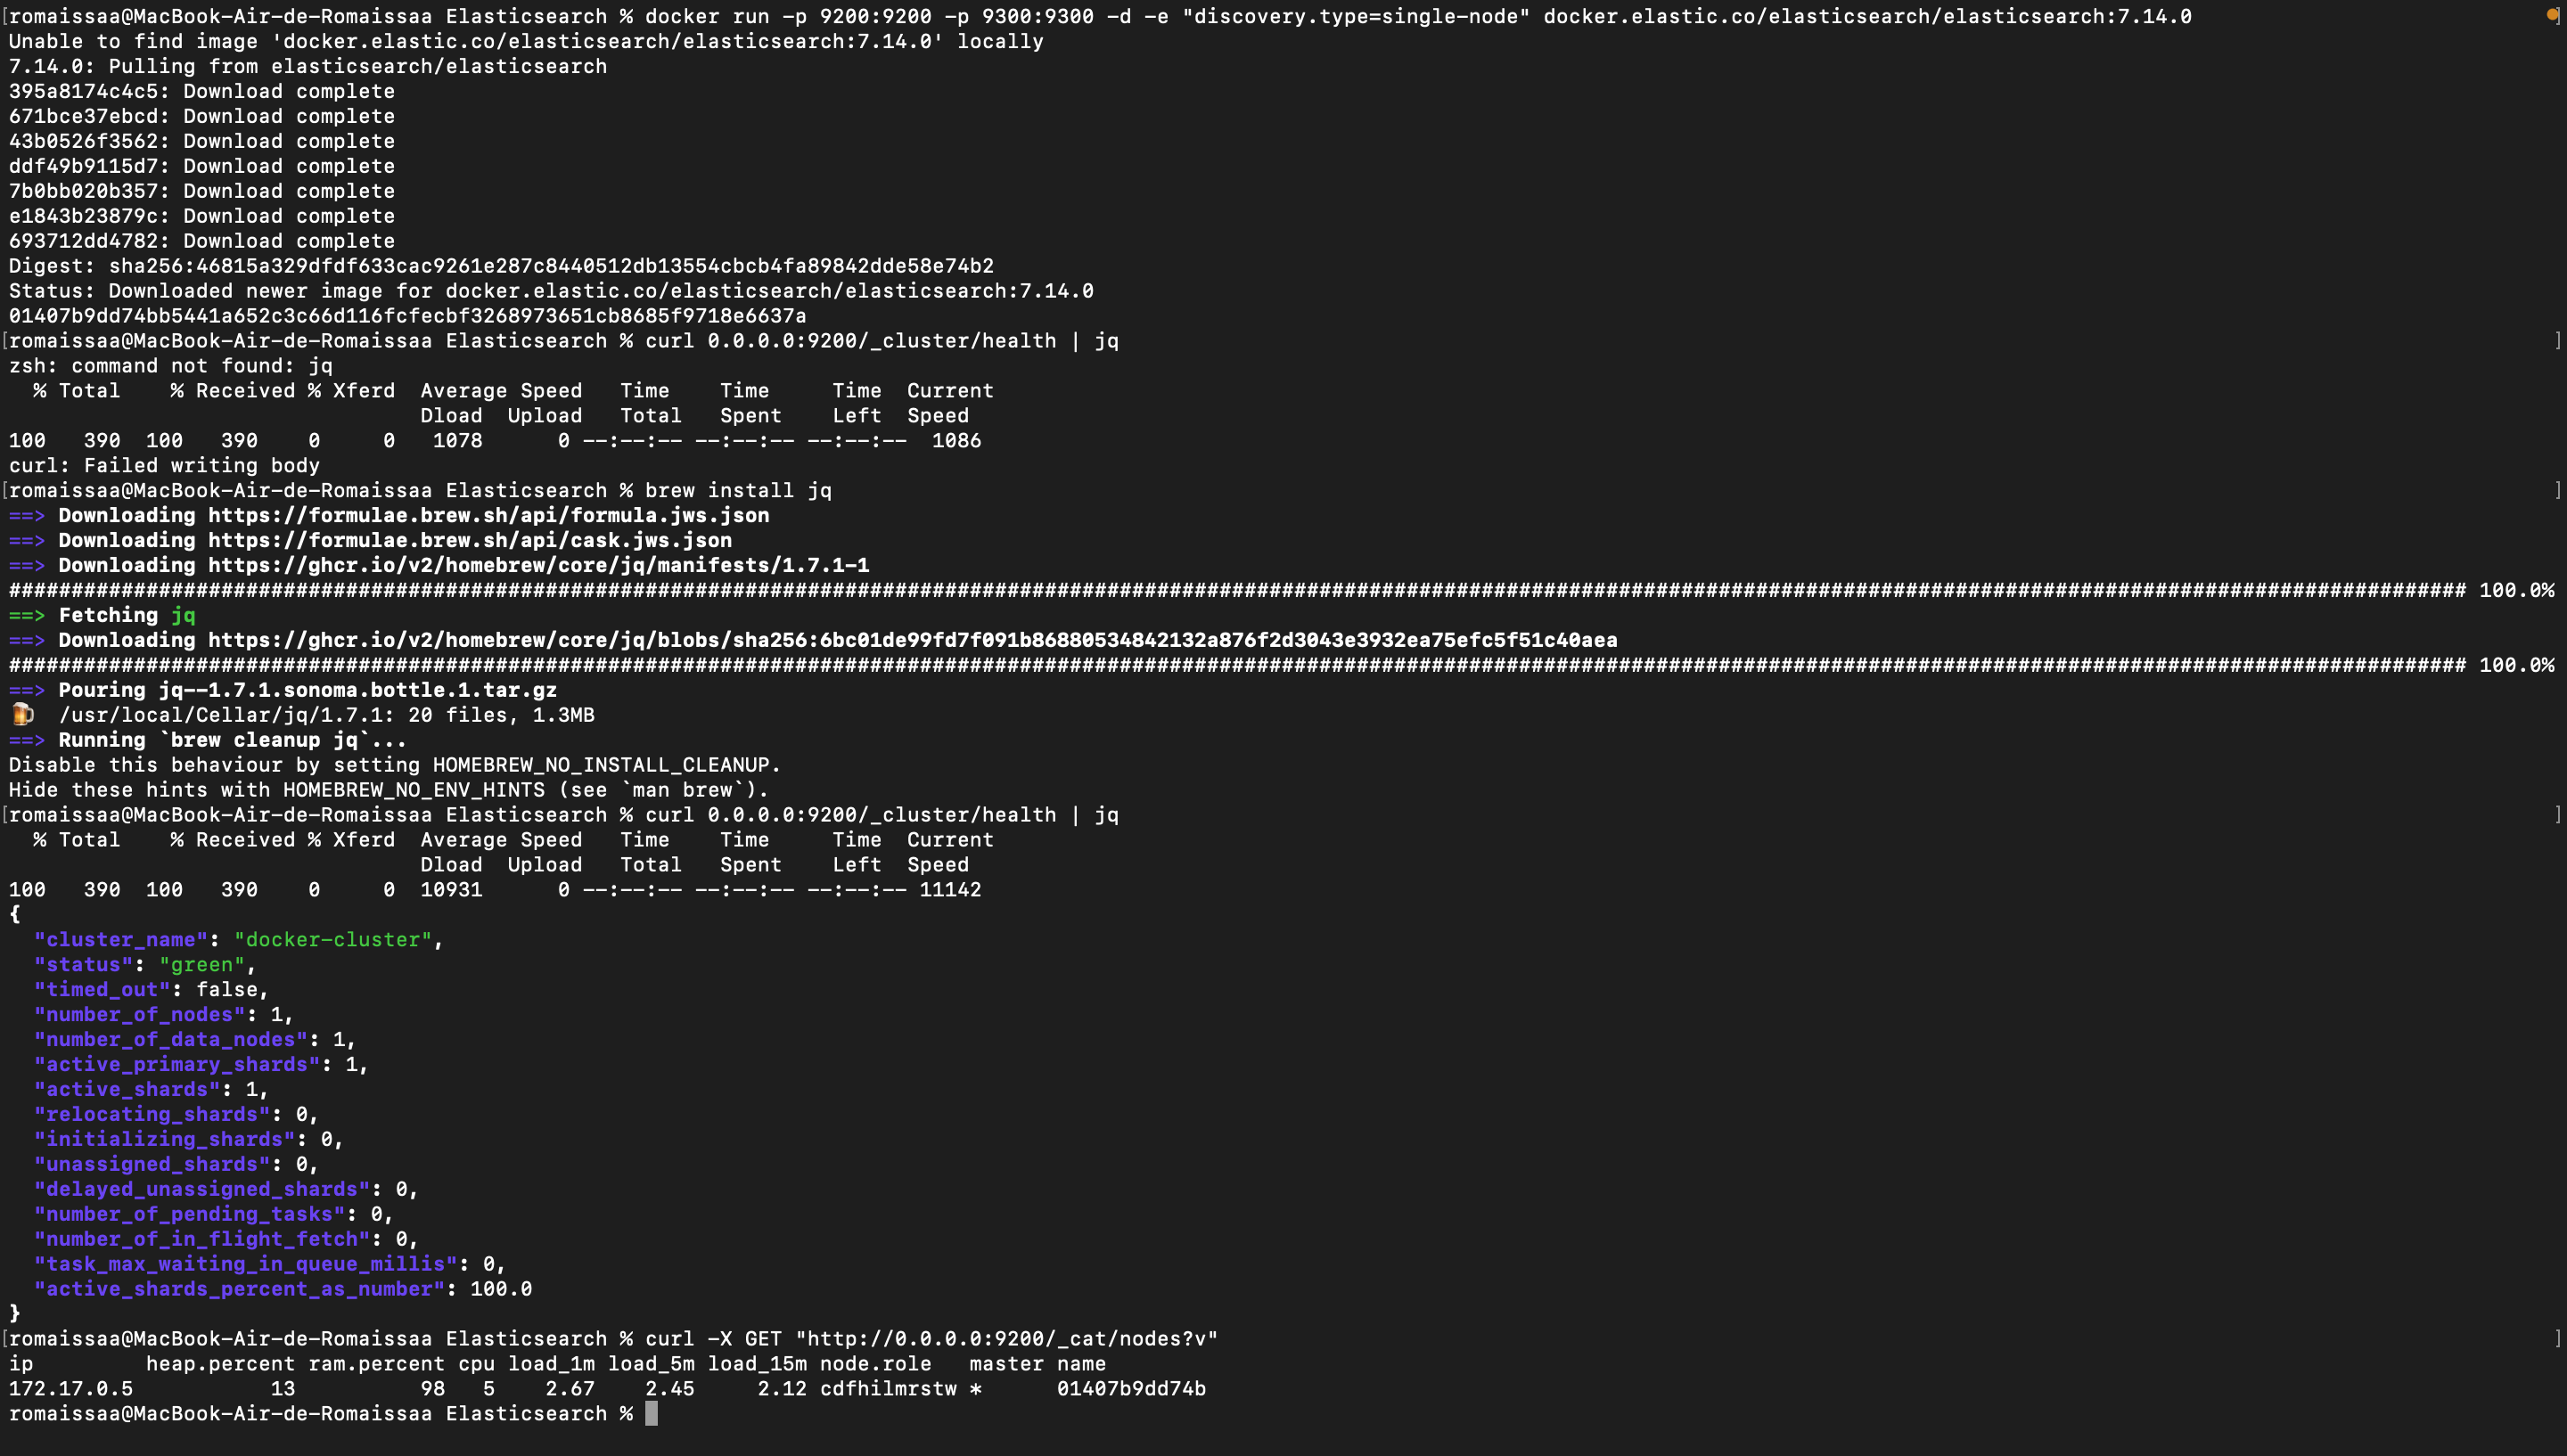 [romaissaa@MacBook-Air-de-Romaissaa Elasticsearch % docker run -p 9200:9200 -p 9300:9300 -d -e "discovery.type=single-node" docker.elastic.co/elasticsearch/elasticsearch:7.14.0 ]
Unable to find image 'docker.elastic.co/elasticsearch/elasticsearch:7.14.0' locally
7.14.0: Pulling from elasticsearch/elasticsearch
395a8174c4c5: Download complete
671bce37ebcd: Download complete
43b0526f3562: Download complete
ddf49b9115d7: Download complete
7b0bb020b357: Download complete
e1843b23879c: Download complete
693712dd4782: Download complete
Digest: sha256:46815a329dfdf633cac9261e287c8440512db13554cbcb4fa89842dde58e74b2
Status: Downloaded newer image for docker.elastic.co/elasticsearch/elasticsearch:7.14.0
01407b9dd74bb5441a652c3c66d116fcfecbf3268973651cb8685f9718e6637a
[romaissaa@MacBook-Air-de-Romaissaa Elasticsearch % curl 0.0.0.0:9200/_cluster/health | jq ]
zsh: command not found: jq
  % Total    % Received % Xferd  Average Speed   Time    Time     Time  Current
                                 Dload  Upload   Total   Spent    Left  Speed
100   390  100   390    0     0   1078      0 --:--:-- --:--:-- --:--:--  1086
curl: Failed writing body
[romaissaa@MacBook-Air-de-Romaissaa Elasticsearch % brew install jq ]
==> Downloading https://formulae.brew.sh/api/formula.jws.json
==> Downloading https://formulae.brew.sh/api/cask.jws.json
==> Downloading https://ghcr.io/v2/homebrew/core/jq/manifests/1.7.1-1
##################################################################################################################################################################################################### 100.0%
==> Fetching jq
==> Downloading https://ghcr.io/v2/homebrew/core/jq/blobs/sha256:6bc01de99fd7f091b86880534842132a876f2d3043e3932ea75efc5f51c40aea
##################################################################################################################################################################################################### 100.0%
==> Pouring jq--1.7.1.sonoma.bottle.1.tar.gz
🍺  /usr/local/Cellar/jq/1.7.1: 20 files, 1.3MB
==> Running `brew cleanup jq`...
Disable this behaviour by setting HOMEBREW_NO_INSTALL_CLEANUP.
Hide these hints with HOMEBREW_NO_ENV_HINTS (see `man brew`).
[romaissaa@MacBook-Air-de-Romaissaa Elasticsearch % curl 0.0.0.0:9200/_cluster/health | jq ]
  % Total    % Received % Xferd  Average Speed   Time    Time     Time  Current
                                 Dload  Upload   Total   Spent    Left  Speed
100   390  100   390    0     0  10931      0 --:--:-- --:--:-- --:--:-- 11142
{
  "cluster_name": "docker-cluster",
  "status": "green",
  "timed_out": false,
  "number_of_nodes": 1,
  "number_of_data_nodes": 1,
  "active_primary_shards": 1,
  "active_shards": 1,
  "relocating_shards": 0,
  "initializing_shards": 0,
  "unassigned_shards": 0,
  "delayed_unassigned_shards": 0,
  "number_of_pending_tasks": 0,
  "number_of_in_flight_fetch": 0,
  "task_max_waiting_in_queue_millis": 0,
  "active_shards_percent_as_number": 100.0
}
[romaissaa@MacBook-Air-de-Romaissaa Elasticsearch % curl -X GET "http://0.0.0.0:9200/_cat/nodes?v" ]
ip         heap.percent ram.percent cpu load_1m load_5m load_15m node.role   master name
172.17.0.5           13          98   5    2.67    2.45     2.12 cdfhilmrstw *      01407b9dd74b
romaissaa@MacBook-Air-de-Romaissaa Elasticsearch %